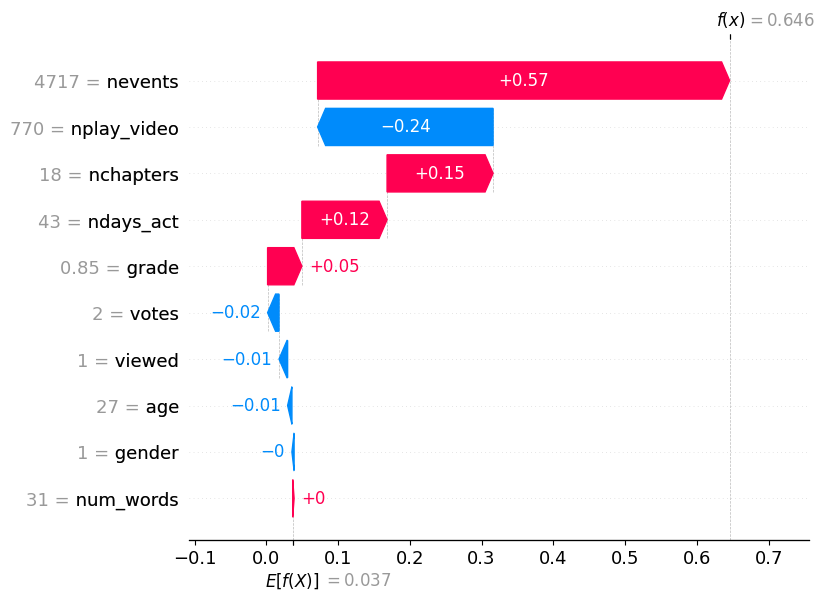 f(x) = 0.646
4717 = nevents
+0.57
770 = nplay_video
−0.24
18 = nchapters
+0.15
43 = ndays_act
+0.12
0.85 = grade
+0.05
2 = votes
−0.02
1 = viewed
−0.01
27 = age
−0.01
1 = gender
−0
31 = num_words
+0
−0.1 0.0 0.1 0.2 0.3 0.4 0.5 0.6 0.7
E[f(X)] = 0.037